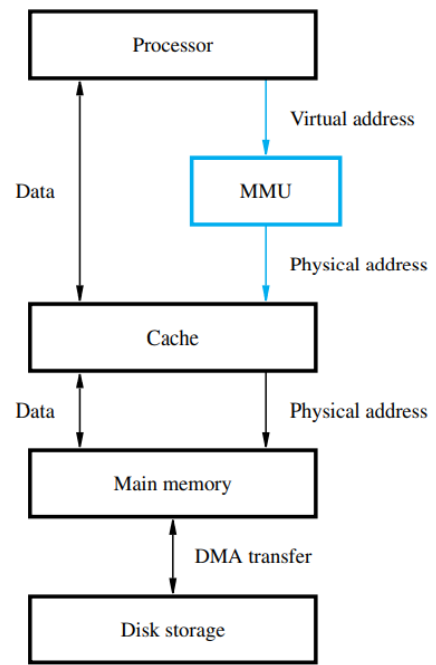 Processor
Virtual address
Data
MMU
Physical address
Cache
Data
Physical address
Main memory
DMA transfer
Disk storage